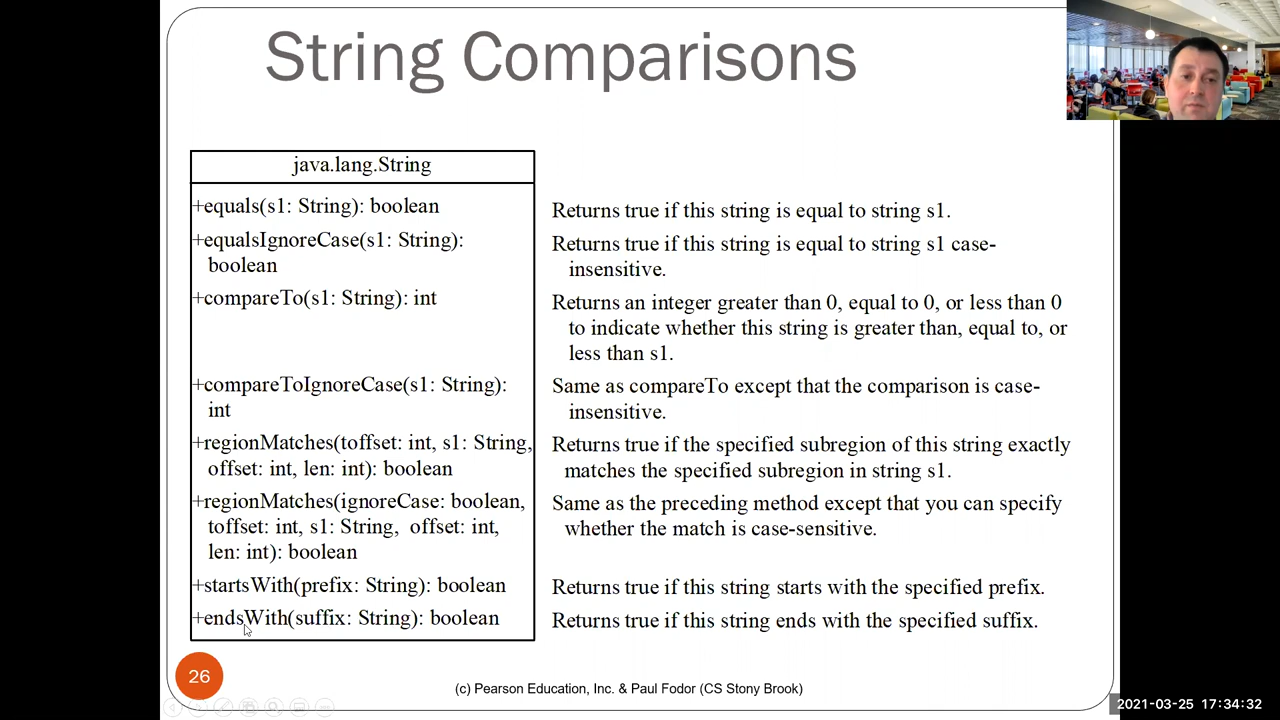 String Comparisons
java.lang.String
+equals(s1: String): boolean
Returns true if this string is equal to string s1.
+equalsIgnoreCase(s1: String):
boolean
Returns true if this string is equal to string s1 case-
insensitive.
+compareTo(s1: String): int
Returns an integer greater than 0, equal to 0, or less than 0
to indicate whether this string is greater than, equal to, or
less than s1.
+compareToIgnoreCase(s1: String):
int
Same as compareTo except that the comparison is case-
insensitive.
+regionMatches(toffset: int, s1: String,
offset: int, len: int): boolean
Returns true if the specified subregion of this string exactly
matches the specified subregion in string s1.
+regionMatches(ignoreCase: boolean,
toffset: int, s1: String, offset: int,
len: int): boolean
Same as the preceding method except that you can specify
whether the match is case-sensitive.
+startsWith(prefix: String): boolean
Returns true if this string starts with the specified prefix.
+endsWith(suffix: String): boolean
Returns true if this string ends with the specified suffix.
26
(c) Pearson Education, Inc. & Paul Fodor (CS Stony Brook)
2021-03-25 17:34:32